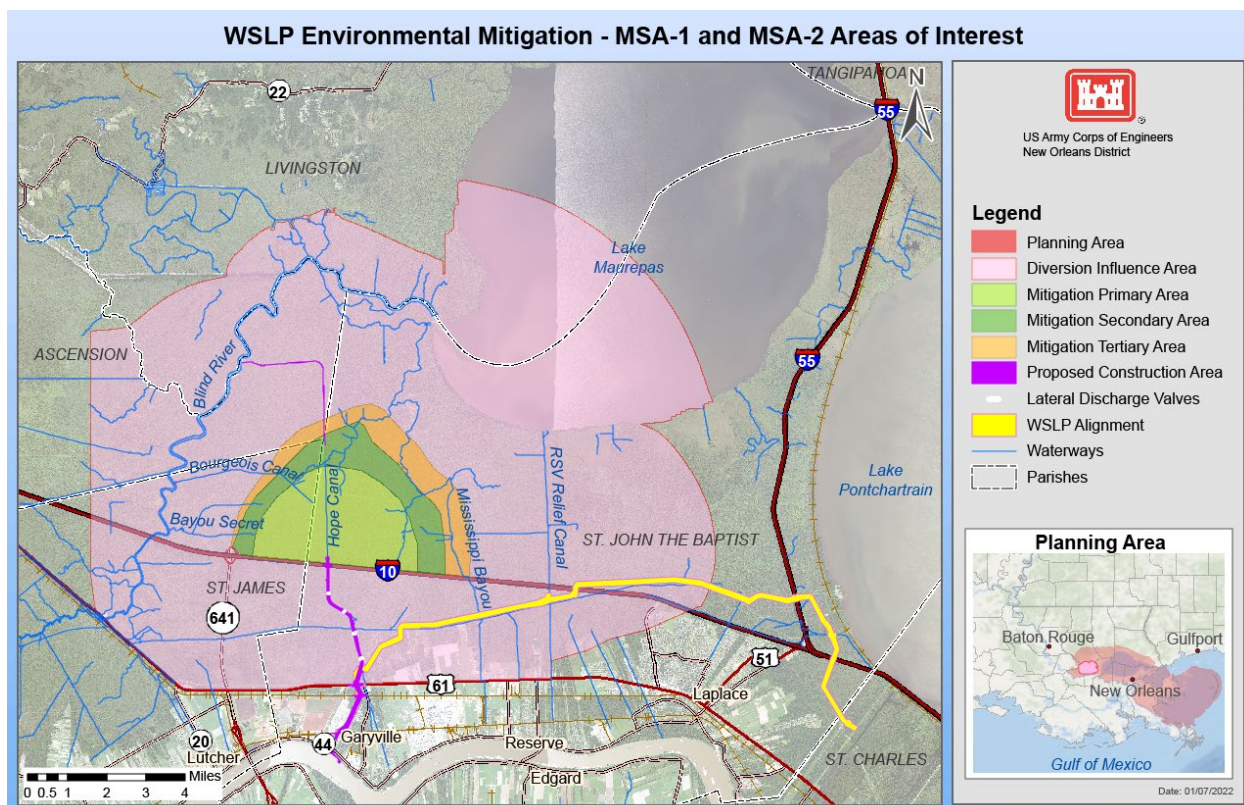 WSLP Environmental Mitigation - MSA-1 and MSA-2 Areas of Interest
TANGIPAHOA
22
55
N
LIVINGSTON
Lake
Maurepas
ASCENSION
Blind River
55
Bourgeois Canal
Hope Canal
Bayou Secret
Mississippi Bayou
RSV Relief Canal
Lake
Pontchartrain
ST. JOHN THE BAPTIST
10
ST. JAMES
641
51
61
Laplace
20
Lutcher
44
Garyville
Reserve
Edgard
ST. CHARLES
Miles
0 0.5 1 2 3 4
US Army Corps of Engineers
New Orleans District
®
Legend
Planning Area
Diversion Influence Area
Mitigation Primary Area
Mitigation Secondary Area
Mitigation Tertiary Area
Proposed Construction Area
Lateral Discharge Valves
WSLP Alignment
Waterways
Parishes
Planning Area
Baton Rouge
Gulfport
New Orleans
Gulf of Mexico
Date: 01/07/2022